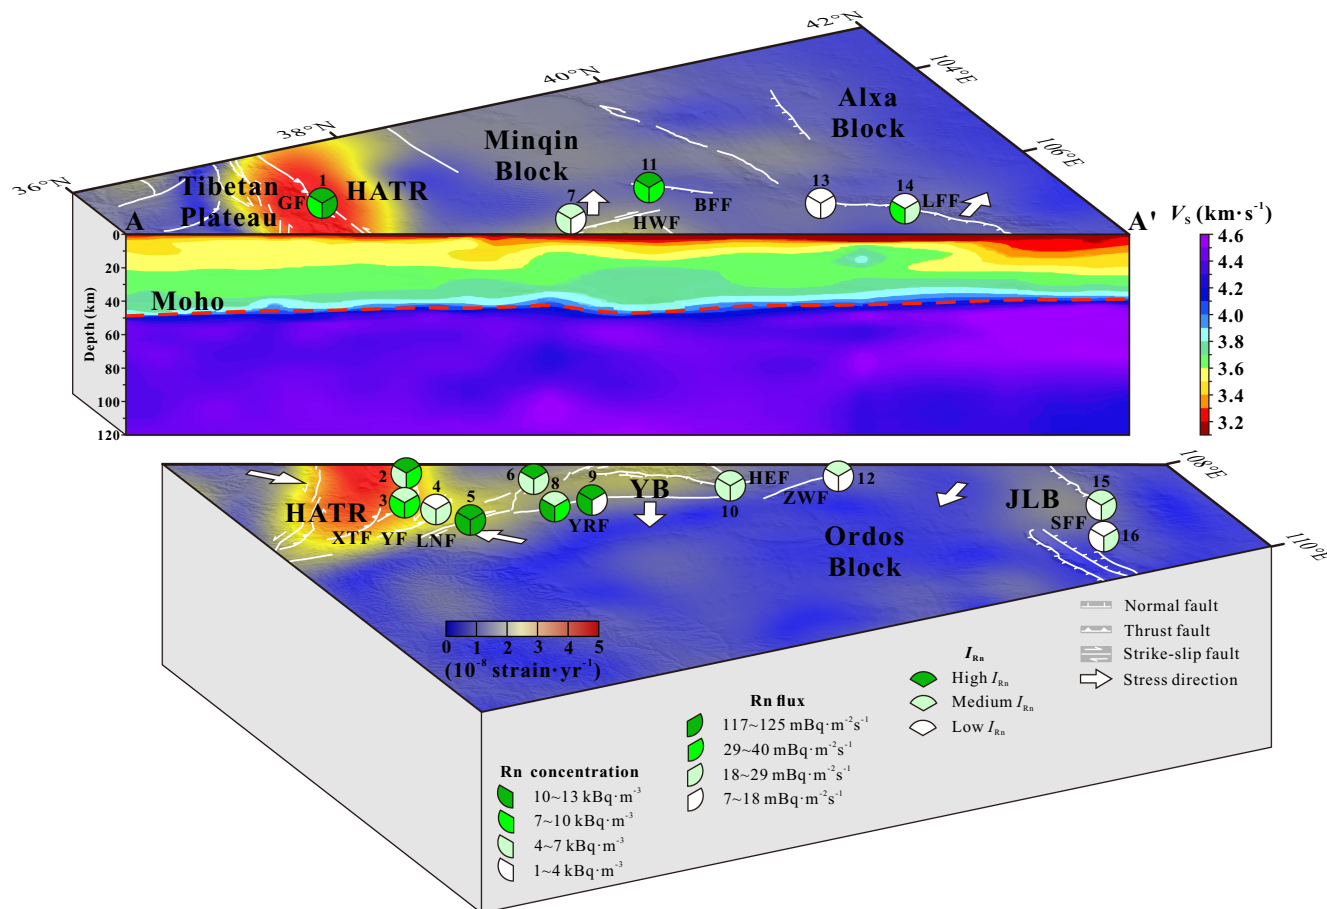 42°N
104°E
40°N
Alxa
Block
38°N
Minqin
Block
106°E
36°N
Tibetan
Plateau
GF
1
HATR
7
11
BFF
HWF
13
14
LFF
A
A'
Vs (km·s⁻¹)
0
20
40
60
80
100
120
Depth (km)
Moho
4.6
4.4
4.2
4.0
3.8
3.6
3.4
3.2
108°E
2
3
4
5
6
8
9
10
12
15
16
HATR
XTF
YF
LNF
YRF
YB
HEF
ZWF
JLB
SFF
Ordos
Block
110°E
0 1 2 3 4 5
(10⁻⁸ strain·yr⁻¹)
Normal fault
Thrust fault
Strike-slip fault
Stress direction
I_Rn
High I_Rn
Medium I_Rn
Low I_Rn
Rn flux
117~125 mBq·m⁻²s⁻¹
29~40 mBq·m⁻²s⁻¹
18~29 mBq·m⁻²s⁻¹
7~18 mBq·m⁻²s⁻¹
Rn concentration
10~13 kBq·m⁻³
7~10 kBq·m⁻³
4~7 kBq·m⁻³
1~4 kBq·m⁻³